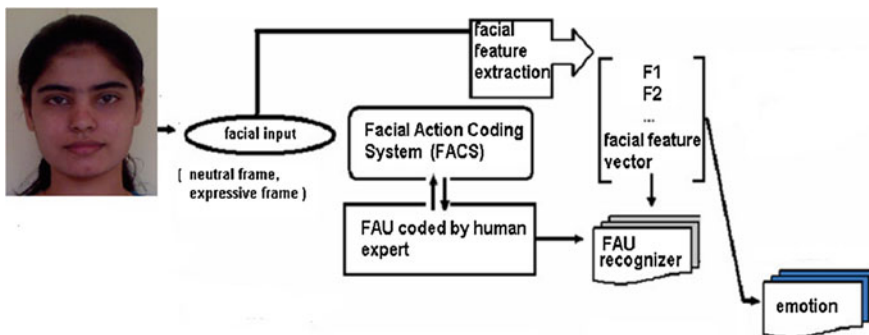 facial
feature
extraction
F1
F2
...
facial feature
vector
facial input
( neutral frame,
expressive frame )
Facial Action Coding
System (FACS)
FAU coded by human
expert
FAU
recognizer
emotion